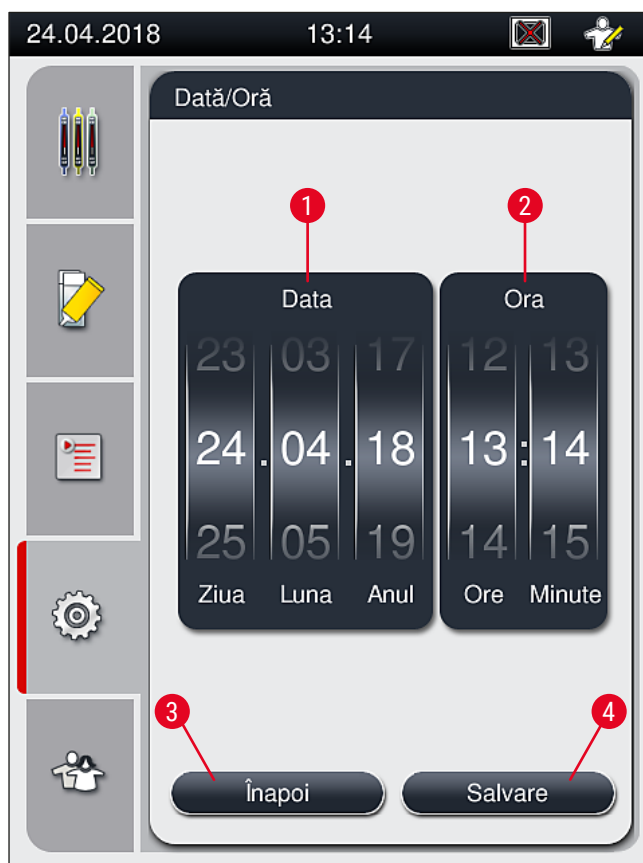 24.04.2018 13:14
Dată/Oră
1 2
Data Ora
23 03 17 12 13
24 . 04 . 18 13 : 14
25 05 19 14 15
Ziua Luna Anul Ore Minute
3 4
Înapoi Salvare